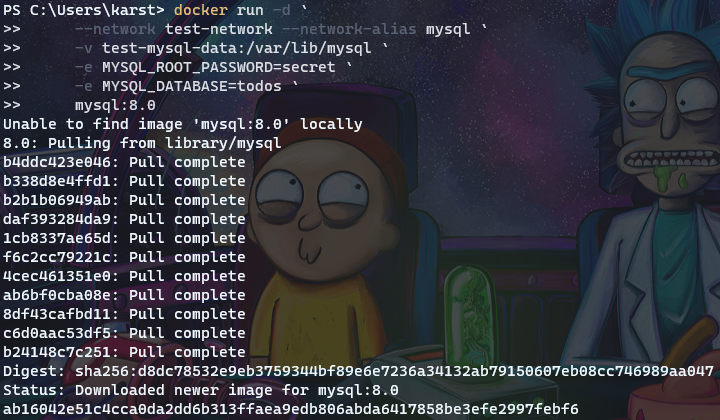 PS C:\Users\karst> docker run -d `
>>      --network test-network --network-alias mysql `
>>      -v test-mysql-data:/var/lib/mysql `
>>      -e MYSQL_ROOT_PASSWORD=secret `
>>      -e MYSQL_DATABASE=todos `
>>      mysql:8.0
Unable to find image 'mysql:8.0' locally
8.0: Pulling from library/mysql
b4ddc423e046: Pull complete
b338d8e4ffd1: Pull complete
b2b1b06949ab: Pull complete
daf393284da9: Pull complete
1cb8337ae65d: Pull complete
f6c2cc79221c: Pull complete
4cec461351e0: Pull complete
ab6bf0cba08e: Pull complete
8df43cafbd11: Pull complete
c6d0aac53df5: Pull complete
b24148c7c251: Pull complete
Digest: sha256:d8dc78532e9eb3759344bf89e6e7236a34132ab79150607eb08cc746989aa047
Status: Downloaded newer image for mysql:8.0
ab16042e51c4cca0da2dd6b313ffaea9edb806abda6417858be3efe2997febf6